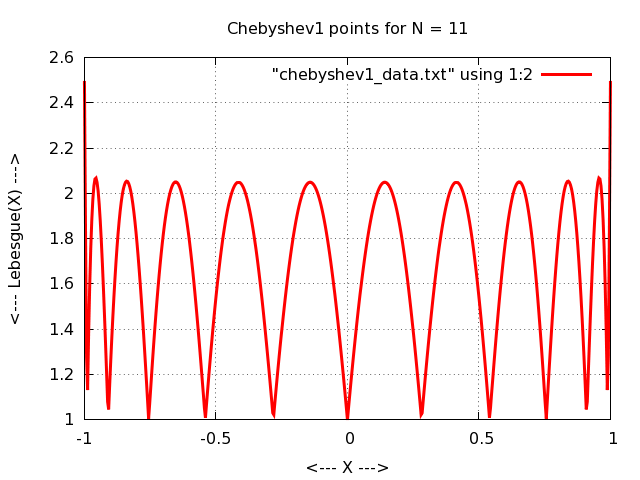 Chebyshev1 points for N = 11
"chebyshev1_data.txt" using 1:2
<--- Lebesgue(X) --->
2.6
2.4
2.2
2
1.8
1.6
1.4
1.2
1
-1 -0.5 0 0.5 1
<--- X --->